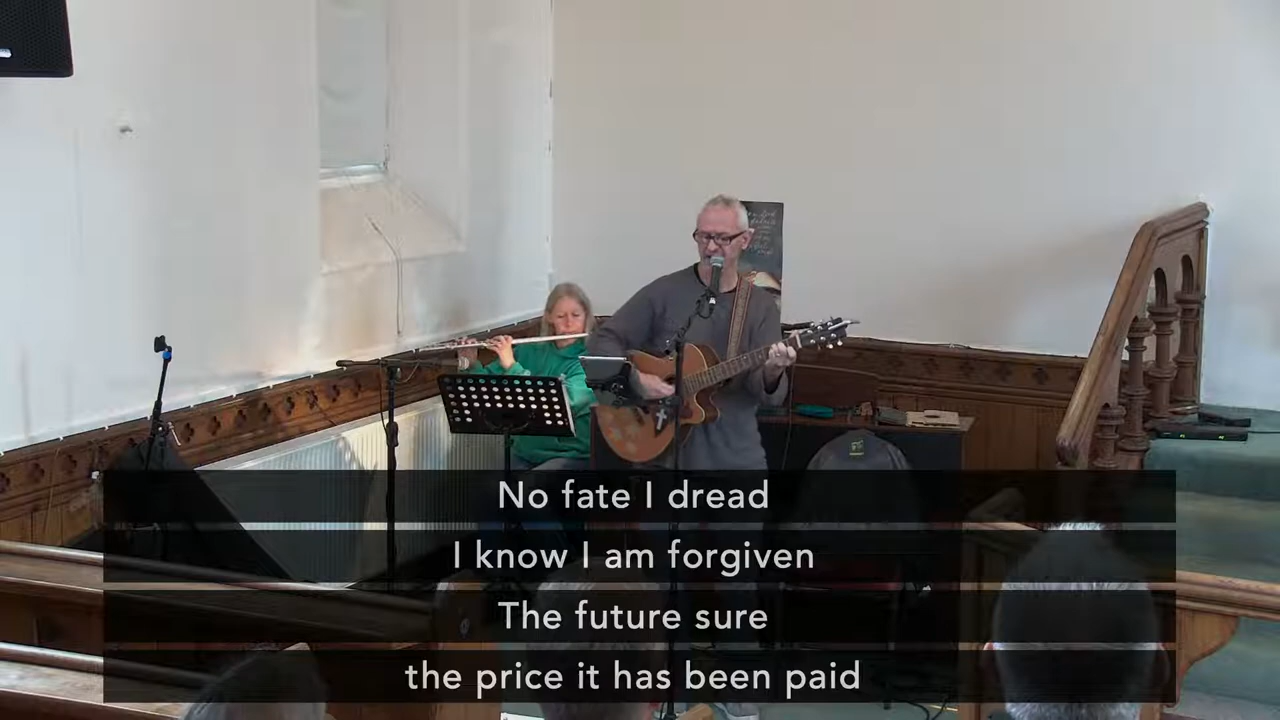 No fate I dread
I know I am forgiven
The future sure
the price it has been paid